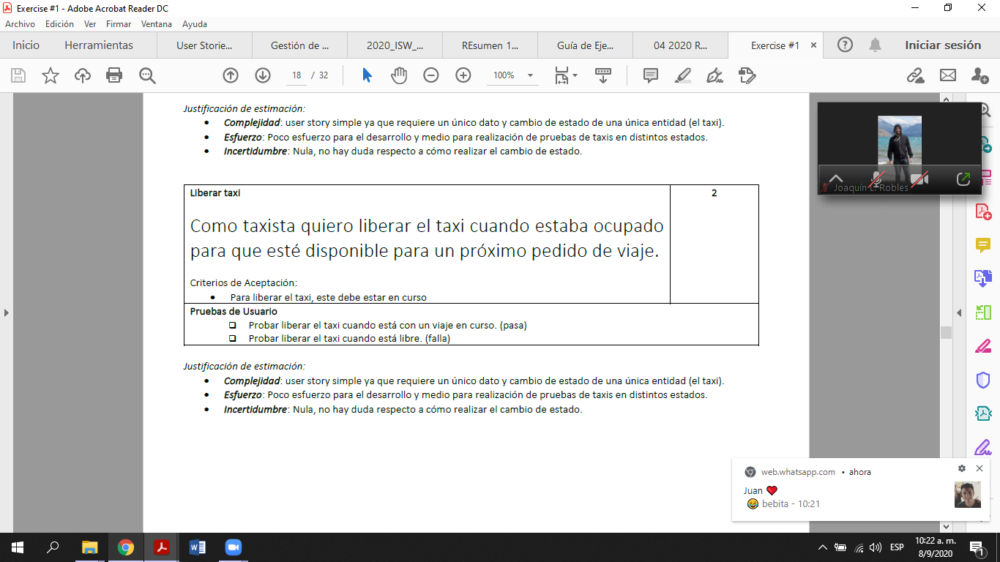 Exercise #1 - Adobe Acrobat Reader DC
Archivo Edición Ver Firmar Ventana Ayuda
Inicio Herramientas User Storie... Gestión de ... 2020_ISW_... REsumen 1... Guía de Eje... 04 2020 R... Exercise #1 Iniciar sesión
18 / 32 100%
Justificación de estimación:
• Complejidad: user story simple ya que requiere un único dato y cambio de estado de una única entidad (el taxi).
• Esfuerzo: Poco esfuerzo para el desarrollo y medio para realización de pruebas de taxis en distintos estados.
• Incertidumbre: Nula, no hay duda respecto a cómo realizar el cambio de estado.
Joaquín L. Robles
Liberar taxi 2
Como taxista quiero liberar el taxi cuando estaba ocupado
para que esté disponible para un próximo pedido de viaje.
Criterios de Aceptación:
• Para liberar el taxi, este debe estar en curso
Pruebas de Usuario
❑ Probar liberar el taxi cuando está con un viaje en curso. (pasa)
❑ Probar liberar el taxi cuando está libre. (falla)
Justificación de estimación:
• Complejidad: user story simple ya que requiere un único dato y cambio de estado de una única entidad (el taxi).
• Esfuerzo: Poco esfuerzo para el desarrollo y medio para realización de pruebas de taxis en distintos estados.
• Incertidumbre: Nula, no hay duda respecto a cómo realizar el cambio de estado.
web.whatsapp.com • ahora
Juan ❤️
😂 bebita - 10:21
ESP
10:22 a. m.
8/9/2020
1